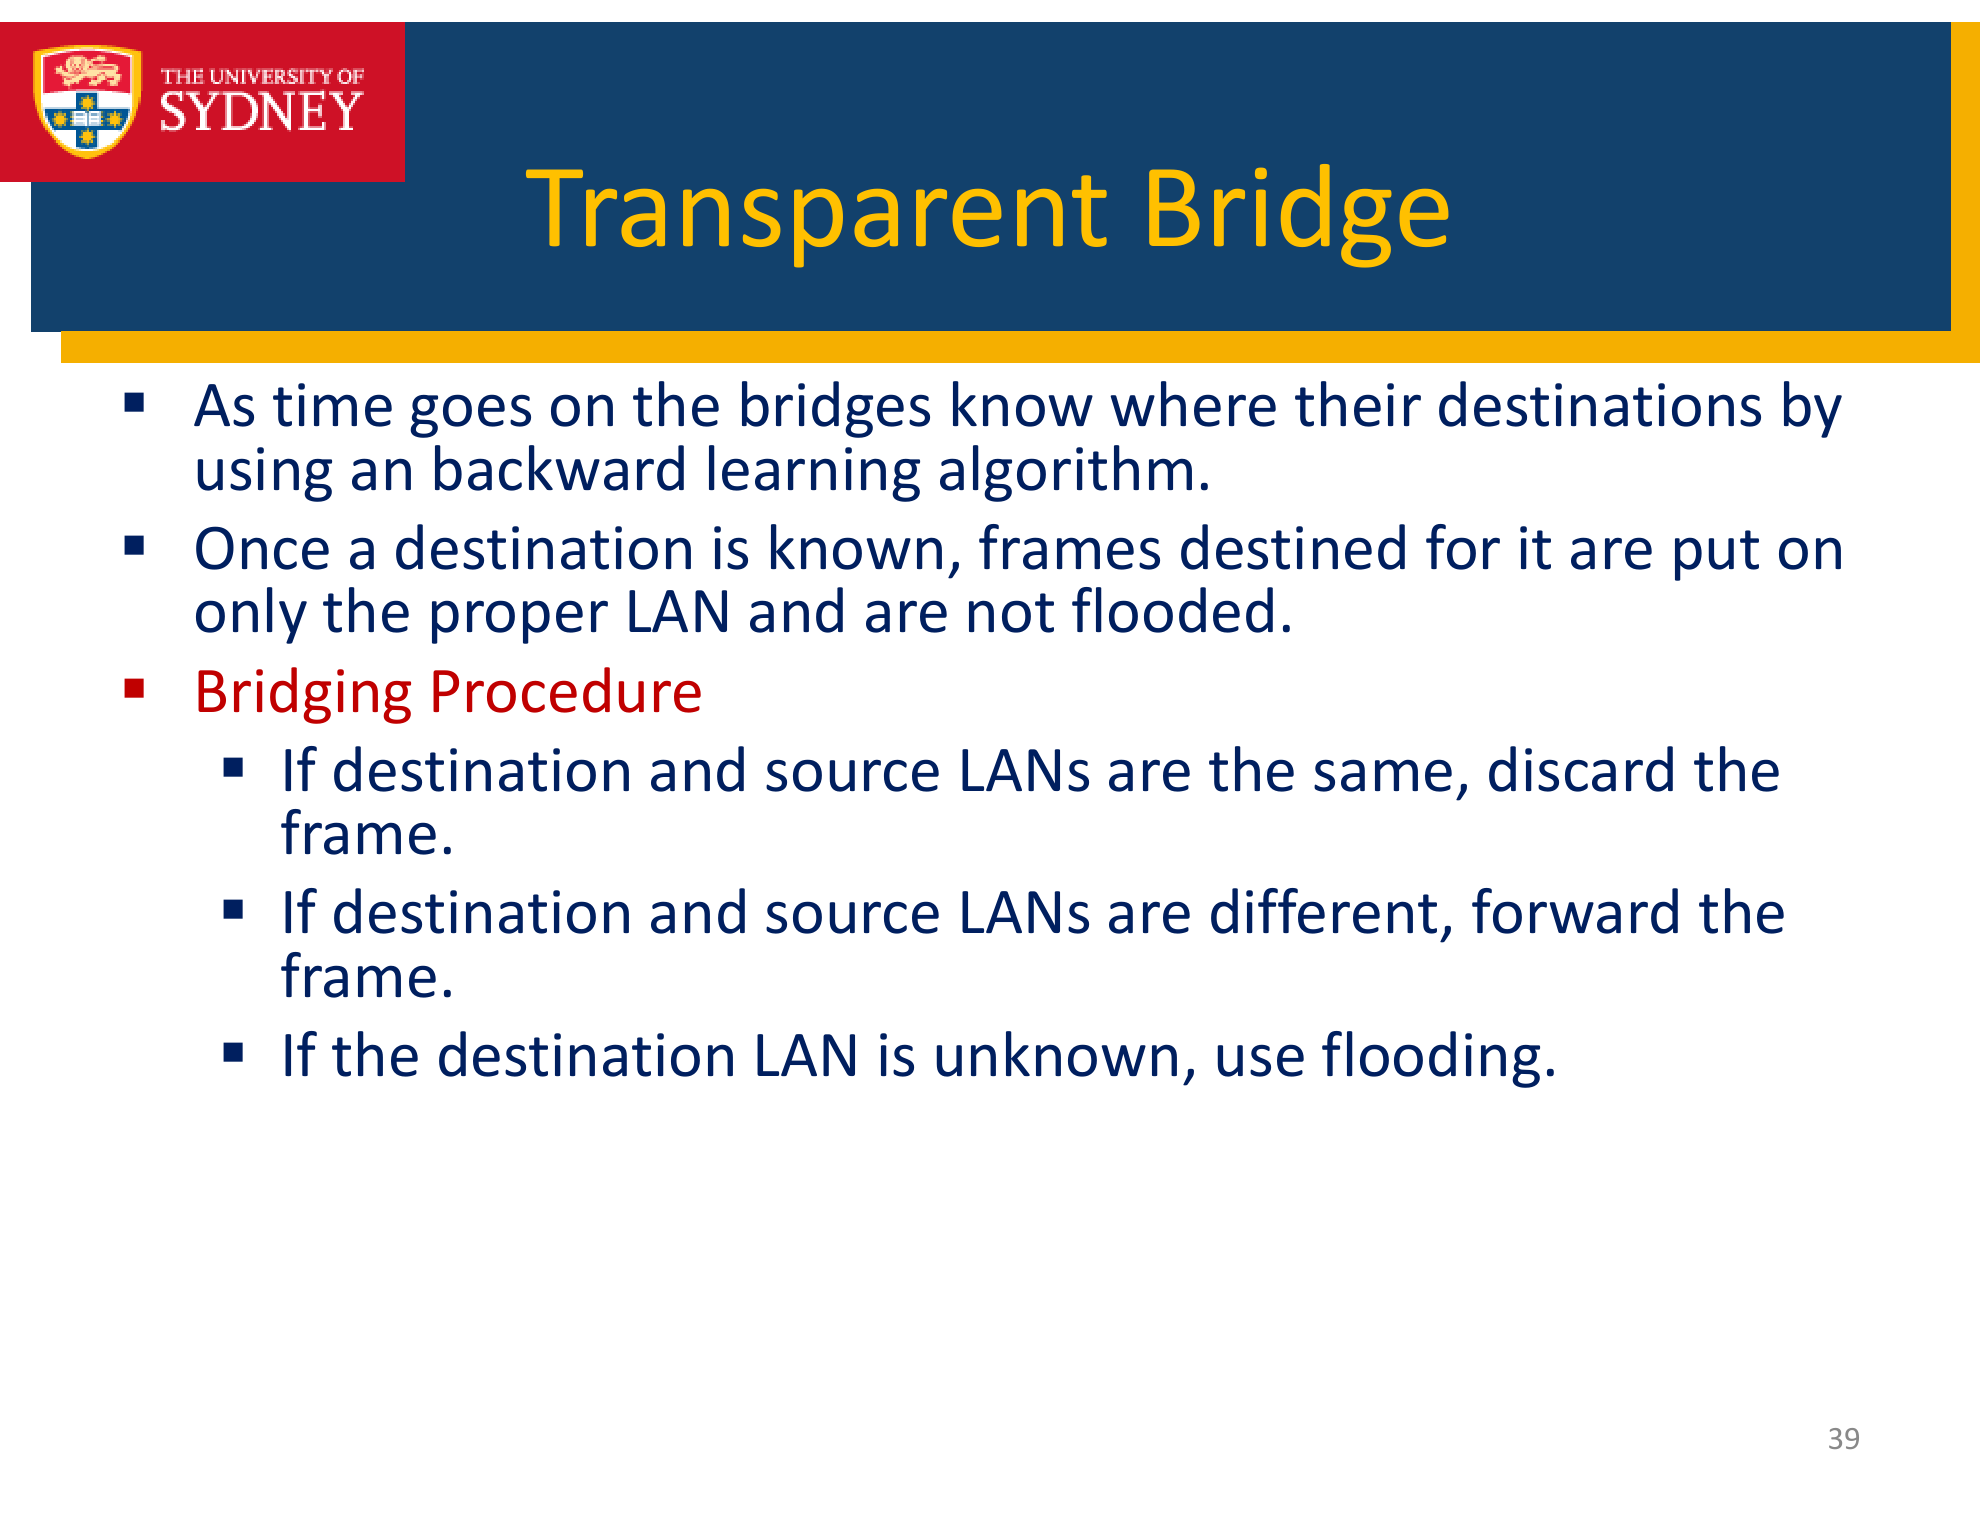 THE UNIVERSITY OF
SYDNEY
Transparent Bridge
▪ As time goes on the bridges know where their destinations by
using an backward learning algorithm.
▪ Once a destination is known, frames destined for it are put on
only the proper LAN and are not flooded.
▪ Bridging Procedure
▪ If destination and source LANs are the same, discard the
frame.
▪ If destination and source LANs are different, forward the
frame.
▪ If the destination LAN is unknown, use flooding.
39